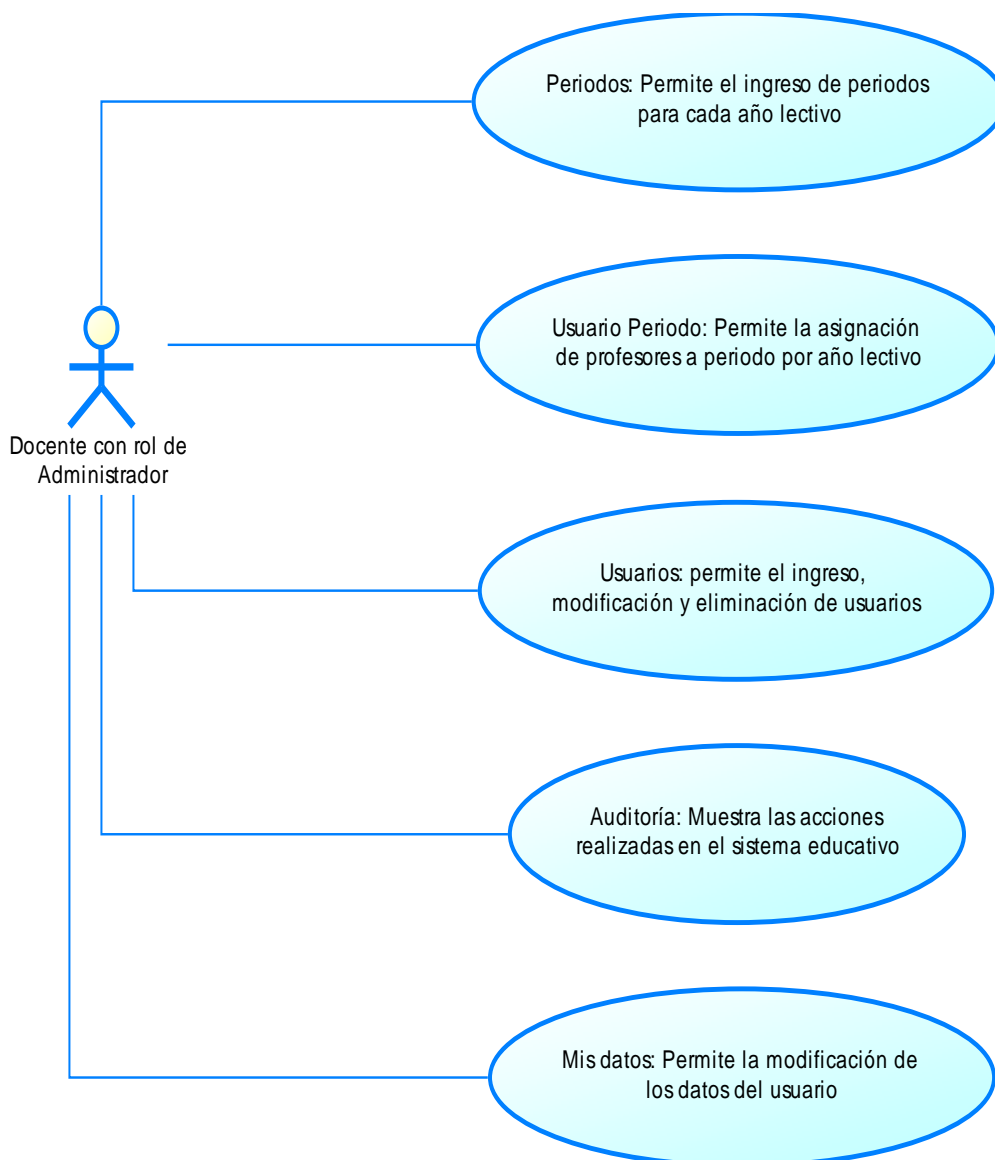 Periodos: Permite el ingreso de periodos
para cada año lectivo
Usuario Periodo: Permite la asignación
de profesores a periodo por año lectivo
Docente con rol de
Administrador
Usuarios: permite el ingreso,
modificación y eliminación de usuarios
Auditoría: Muestra las acciones
realizadas en el sistema educativo
Mis datos: Permite la modificación de
los datos del usuario